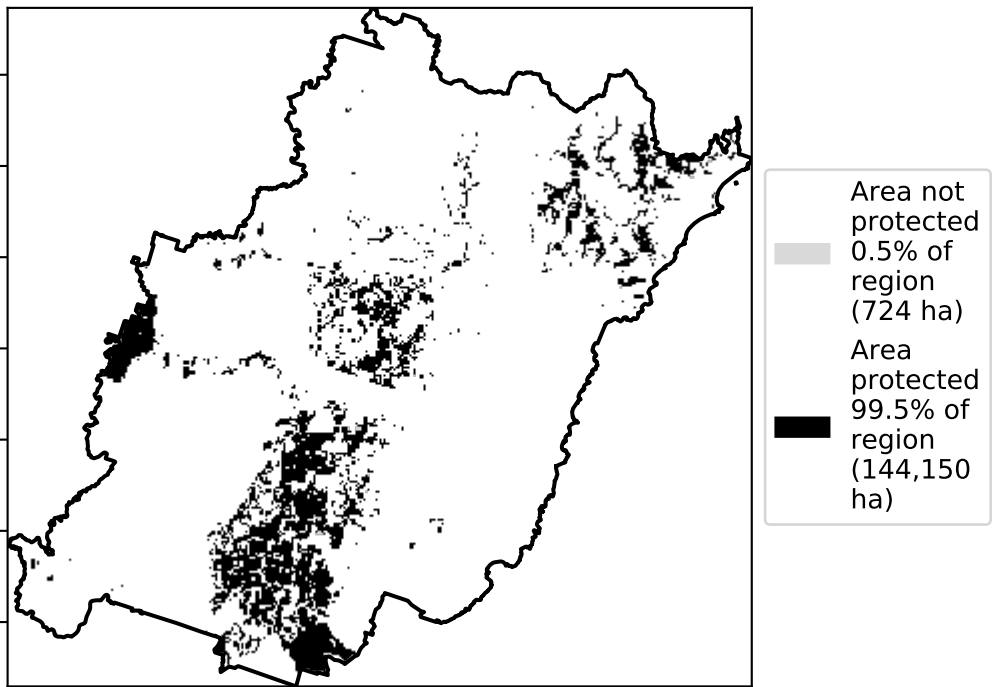 Area not
protected
0.5% of
region
(724 ha)
Area
protected
99.5% of
region
(144,150
ha)